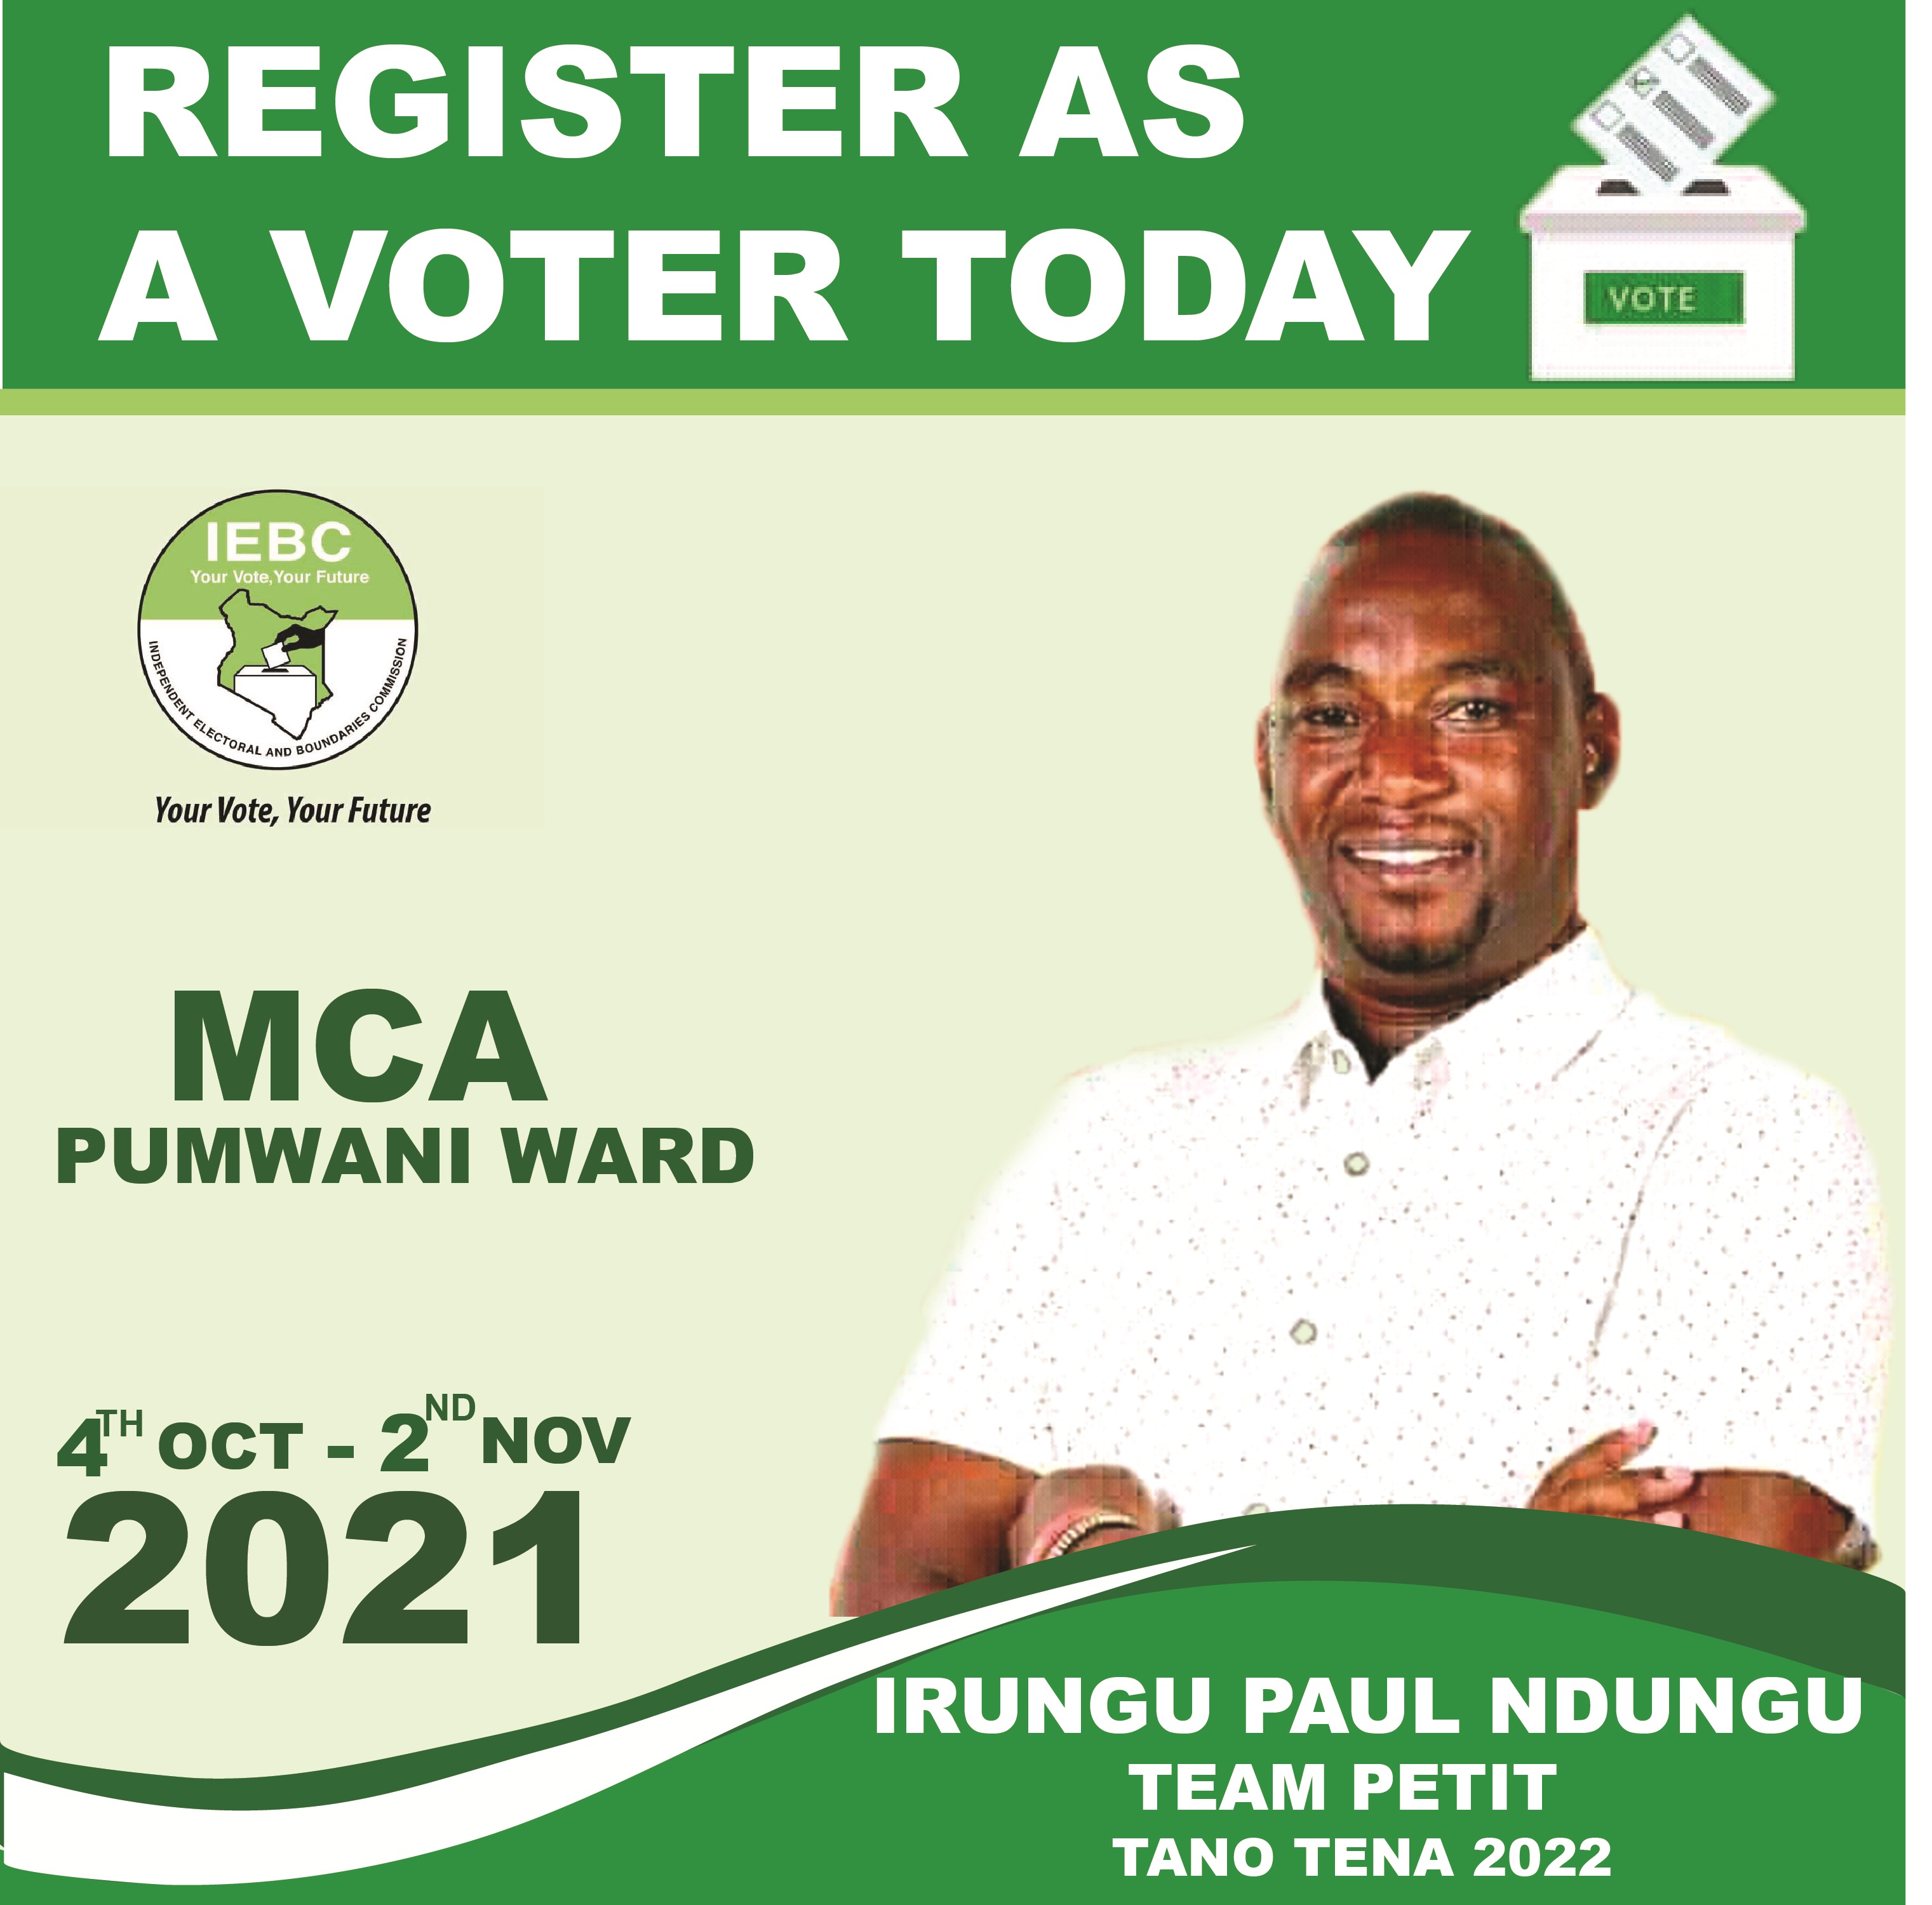 REGISTER AS
A VOTER TODAY
VOTE
IEBC
Your Vote,Your Future
INDEPENDENT ELECTORAL AND BOUNDARIES COMMISSION
Your Vote, Your Future
MCA
PUMWANI WARD
4TH OCT - 2ND NOV
2021
IRUNGU PAUL NDUNGU
TEAM PETIT
TANO TENA 2022